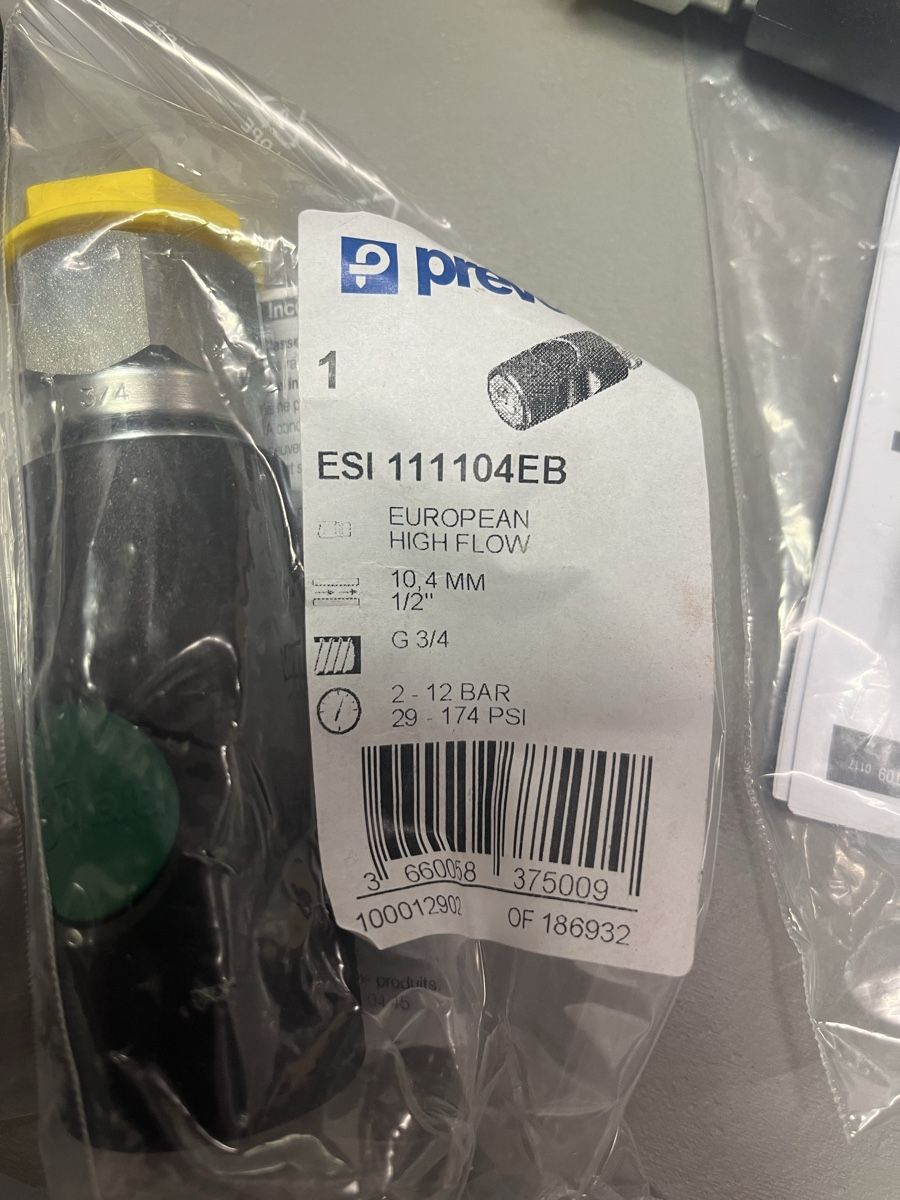 prev
1
ESI 111104EB
EUROPEAN
HIGH FLOW
10,4 MM
1/2"
G 3/4
2 - 12 BAR
29 - 174 PSI
3 660058 375009
100012902 OF 186932
3/4
produits